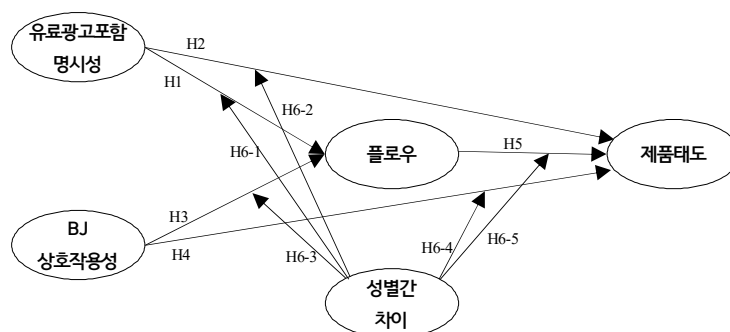 유료광고포함
명시성
H2
H1
H6-2
H6-1
플로우
H5
제품태도
BJ
상호작용성
H3
H4
H6-3
H6-4
H6-5
성별간
차이